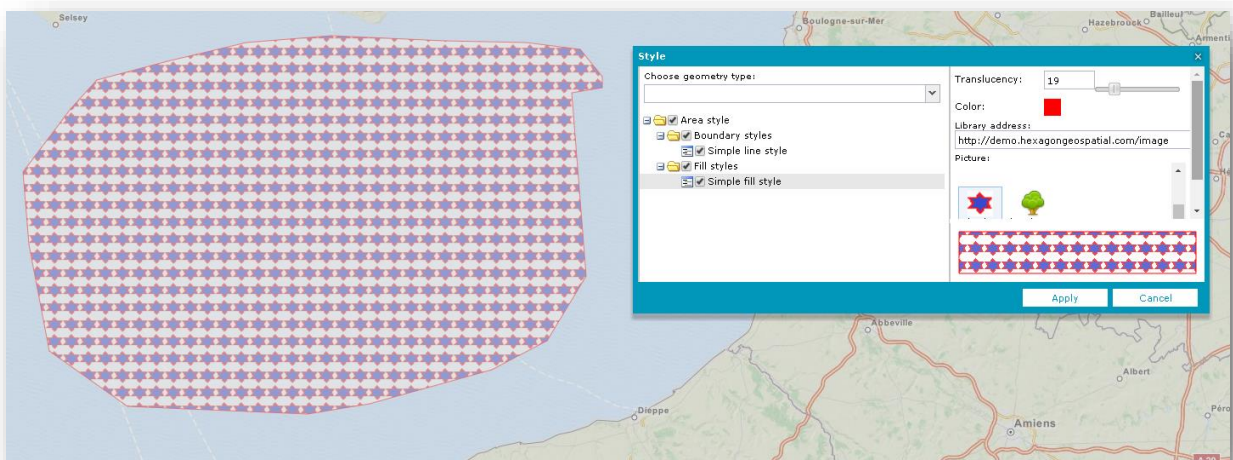 Selsey
Boulogne-sur-Mer
Hazebrouck
Bailleul
Style
Choose geometry type:
Area style
Boundary styles
Simple line style
Fill styles
Simple fill style
Translucency:
19
Color:
Library address:
http://demo.hexagongeospatial.com/image
Picture:
Apply
Cancel
Abbeville
Albert
Dieppe
Amiens